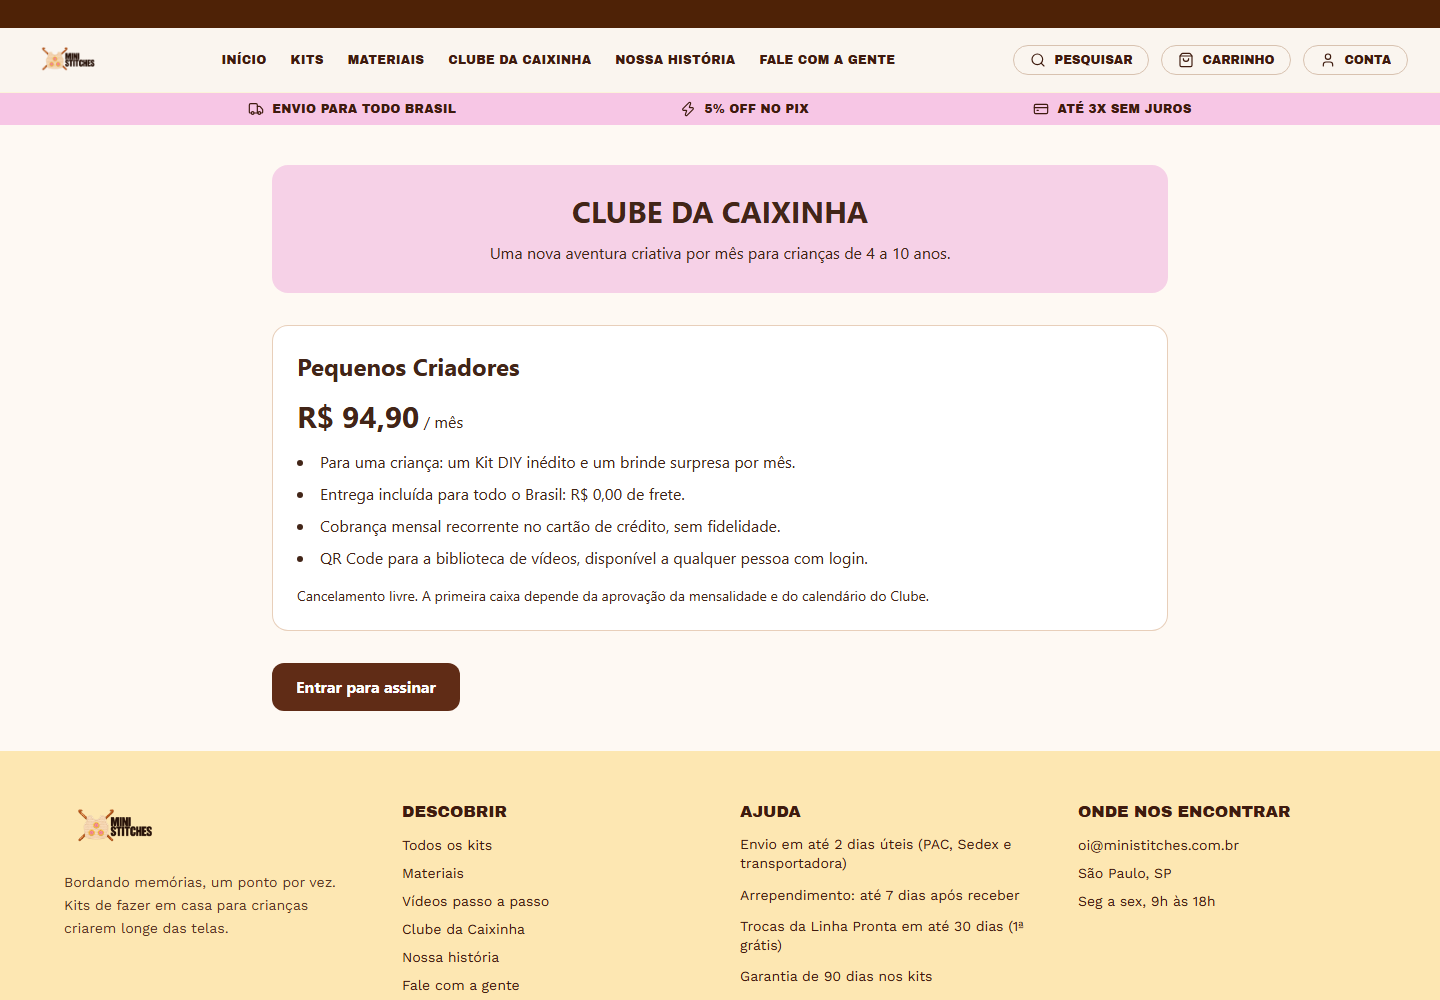 MINI STITCHES
INÍCIO KITS MATERIAIS CLUBE DA CAIXINHA NOSSA HISTÓRIA FALE COM A GENTE PESQUISAR CARRINHO CONTA
ENVIO PARA TODO BRASIL 5% OFF NO PIX ATÉ 3X SEM JUROS
CLUBE DA CAIXINHA
Uma nova aventura criativa por mês para crianças de 4 a 10 anos.
Pequenos Criadores
R$ 94,90 / mês
• Para uma criança: um Kit DIY inédito e um brinde surpresa por mês.
• Entrega incluída para todo o Brasil: R$ 0,00 de frete.
• Cobrança mensal recorrente no cartão de crédito, sem fidelidade.
• QR Code para a biblioteca de vídeos, disponível a qualquer pessoa com login.
Cancelamento livre. A primeira caixa depende da aprovação da mensalidade e do calendário do Clube.
Entrar para assinar
MINI
STITCHES
Bordando memórias, um ponto por vez.
Kits de fazer em casa para crianças
criarem longe das telas.
DESCOBRIR
Todos os kits
Materiais
Vídeos passo a passo
Clube da Caixinha
Nossa história
Fale com a gente
AJUDA
Envio em até 2 dias úteis (PAC, Sedex e
transportadora)
Arrependimento: até 7 dias após receber
Trocas da Linha Pronta em até 30 dias (1ª
grátis)
Garantia de 90 dias nos kits
ONDE NOS ENCONTRAR
oi@ministitches.com.br
São Paulo, SP
Seg a sex, 9h às 18h